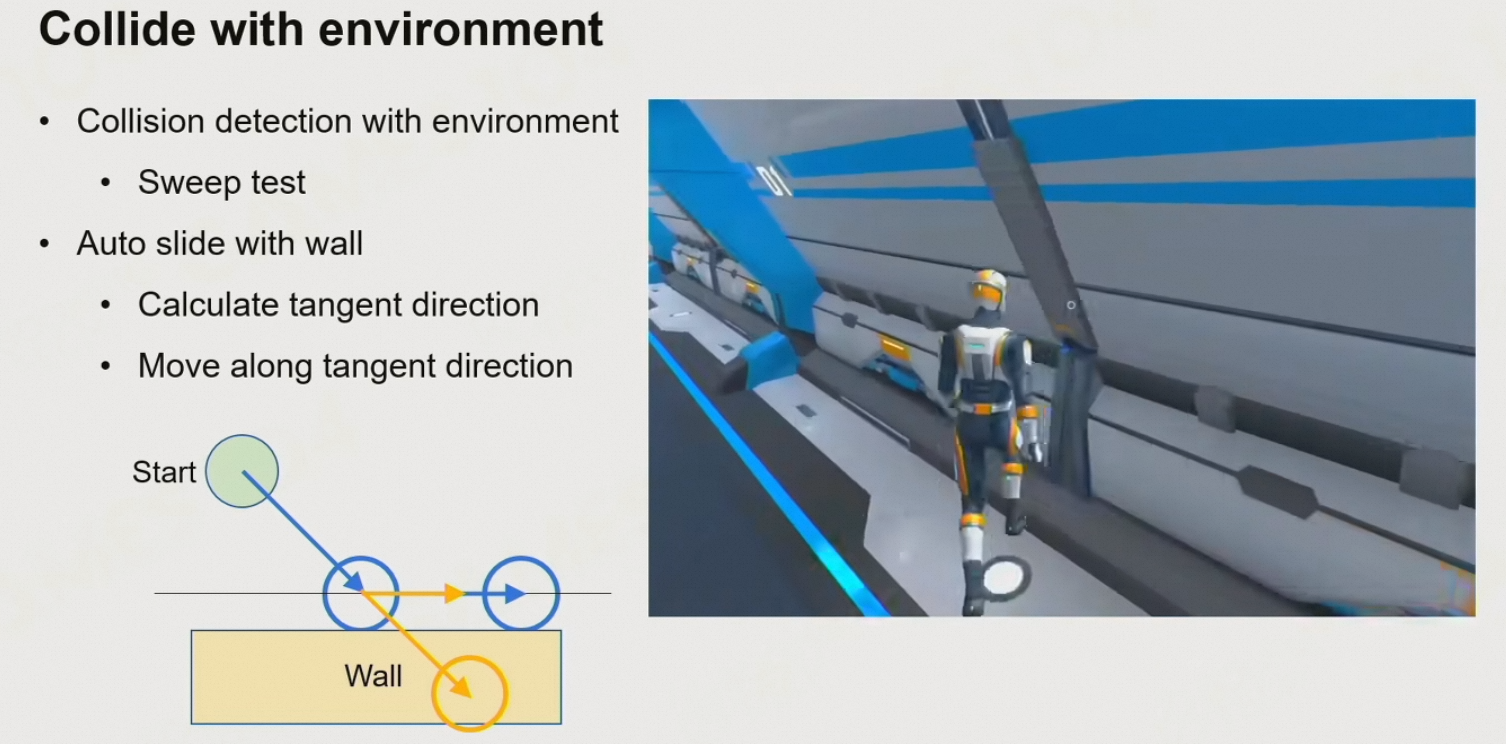 Collide with environment
• Collision detection with environment
• Sweep test
• Auto slide with wall
• Calculate tangent direction
• Move along tangent direction
01
Start
Wall